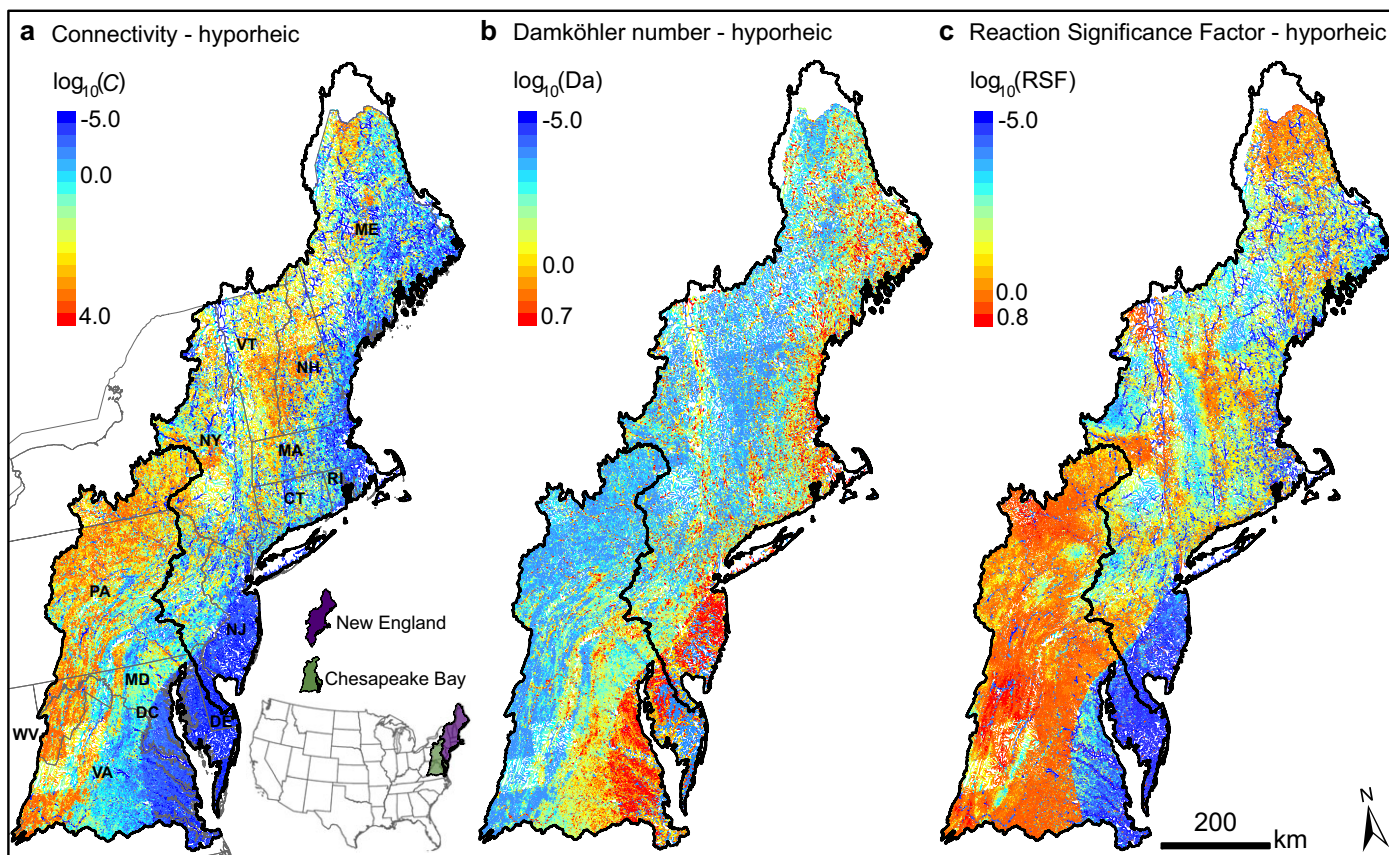 a Connectivity - hyporheic
b Damköhler number - hyporheic
c Reaction Significance Factor - hyporheic
log10(C)
-5.0
0.0
4.0
log10(Da)
-5.0
0.0
0.7
log10(RSF)
-5.0
0.0
0.8
ME
VT
NH
NY
MA
RI
CT
PA
NJ
MD
DC
DE
WV
VA
New England
Chesapeake Bay
200
km
N